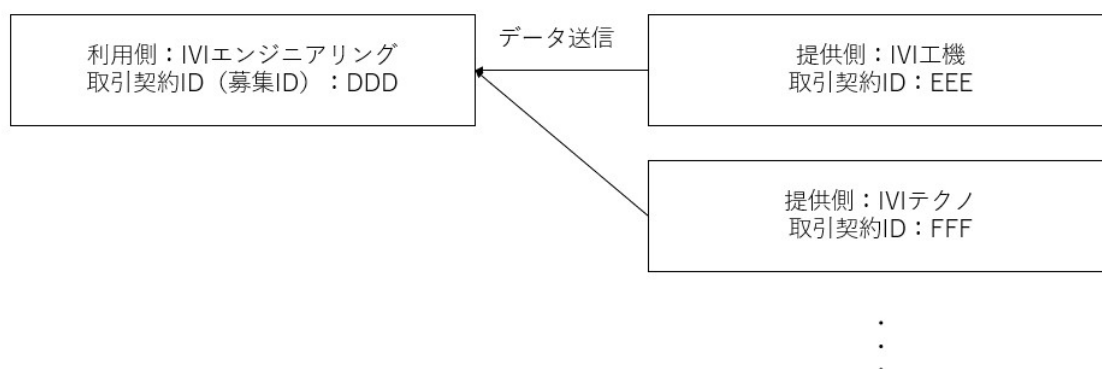 利用側：IVIエンジニアリング
取引契約ID（募集ID）：DDD
データ送信
提供側：IVI工機
取引契約ID：EEE
提供側：IVIテクノ
取引契約ID：FFF
・
・
・